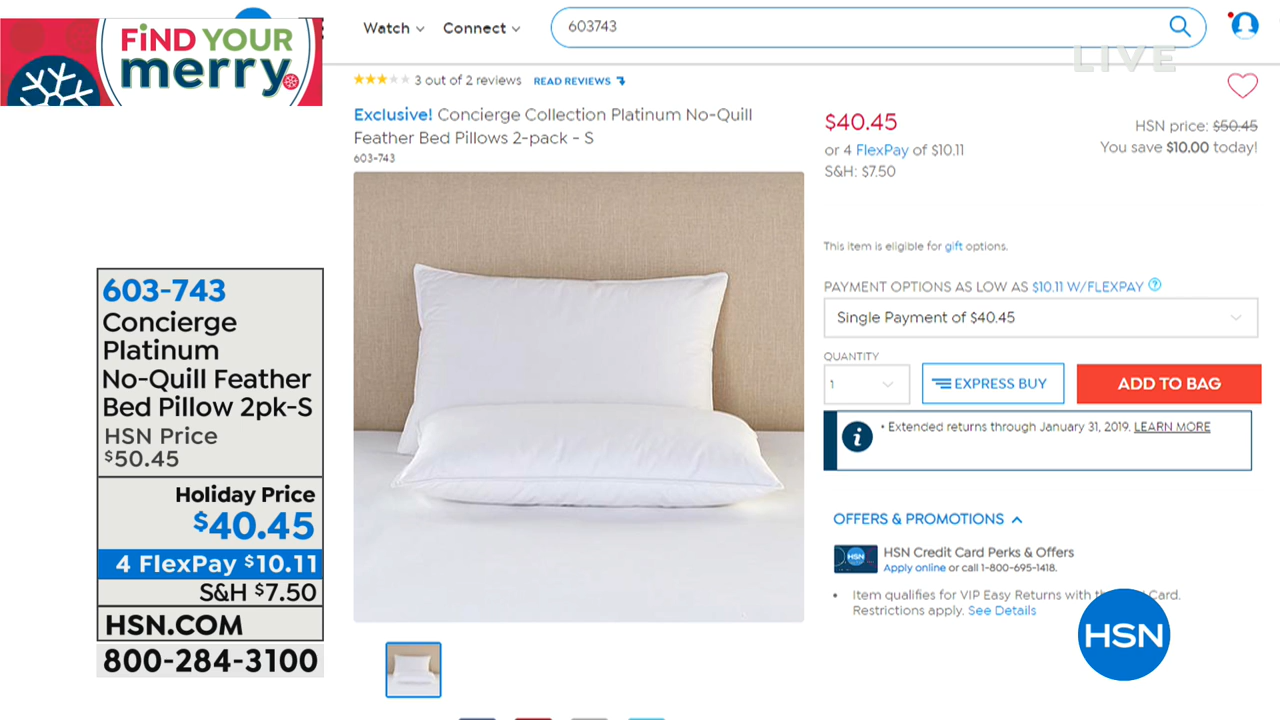 FiND YOUR
merry.
Watch
Connect
603743
LIVE
3 out of 2 reviews
READ REVIEWS
Exclusive! Concierge Collection Platinum No-Quill
Feather Bed Pillows 2-pack - S
603-743
$40.45
HSN price: $50.45
or 4 FlexPay of $10.11
You save $10.00 today!
S&H: $7.50
This item is eligible for gift options.
PAYMENT OPTIONS AS LOW AS $10.11 W/FLEXPAY ?
Single Payment of $40.45
QUANTITY
1
EXPRESS BUY
ADD TO BAG
i
• Extended returns through January 31, 2019. LEARN MORE
OFFERS & PROMOTIONS
HSN
HSN Credit Card Perks & Offers
Apply online or call 1-800-695-1418.
• Item qualifies for VIP Easy Returns with Card.
Restrictions apply. See Details
HSN
603-743
Concierge
Platinum
No-Quill Feather
Bed Pillow 2pk-S
HSN Price
$50.45
Holiday Price
$40.45
4 FlexPay $10.11
S&H $7.50
HSN.COM
800-284-3100